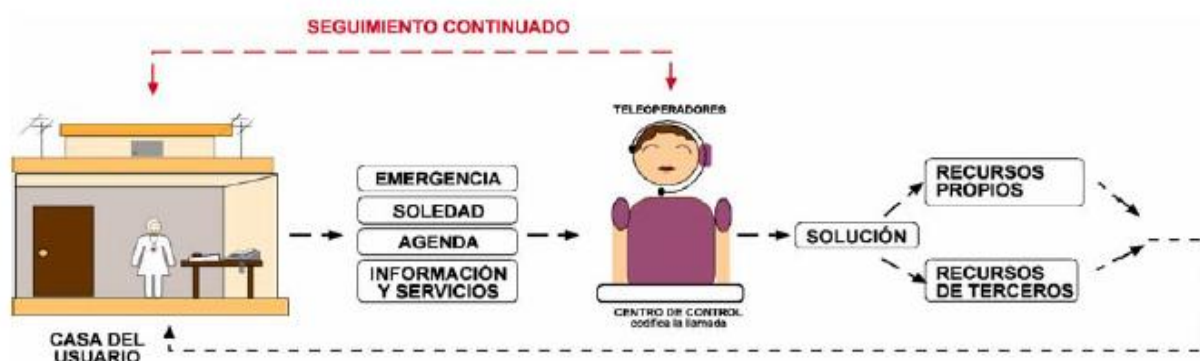 SEGUIMIENTO CONTINUADO
TELEOPERADORES
EMERGENCIA
SOLEDAD
AGENDA
INFORMACIÓN
Y SERVICIOS
SOLUCIÓN
RECURSOS
PROPIOS
RECURSOS
DE TERCEROS
CENTRO DE CONTROL
codifica la llamada
CASA DEL
USUARIO